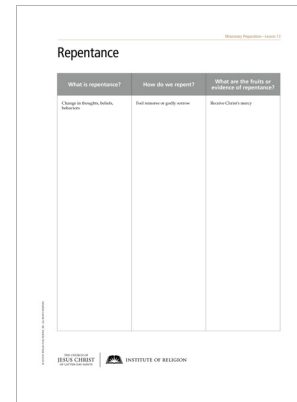 Missionary Preparation—Lesson 12
Repentance
What is repentance?
How do we repent?
What are the fruits or
evidence of repentance?
Change in thoughts, beliefs,
behaviors
Feel remorse or godly sorrow
Receive Christ's mercy
THE CHURCH OF
JESUS CHRIST
OF LATTER-DAY SAINTS
INSTITUTE OF RELIGION